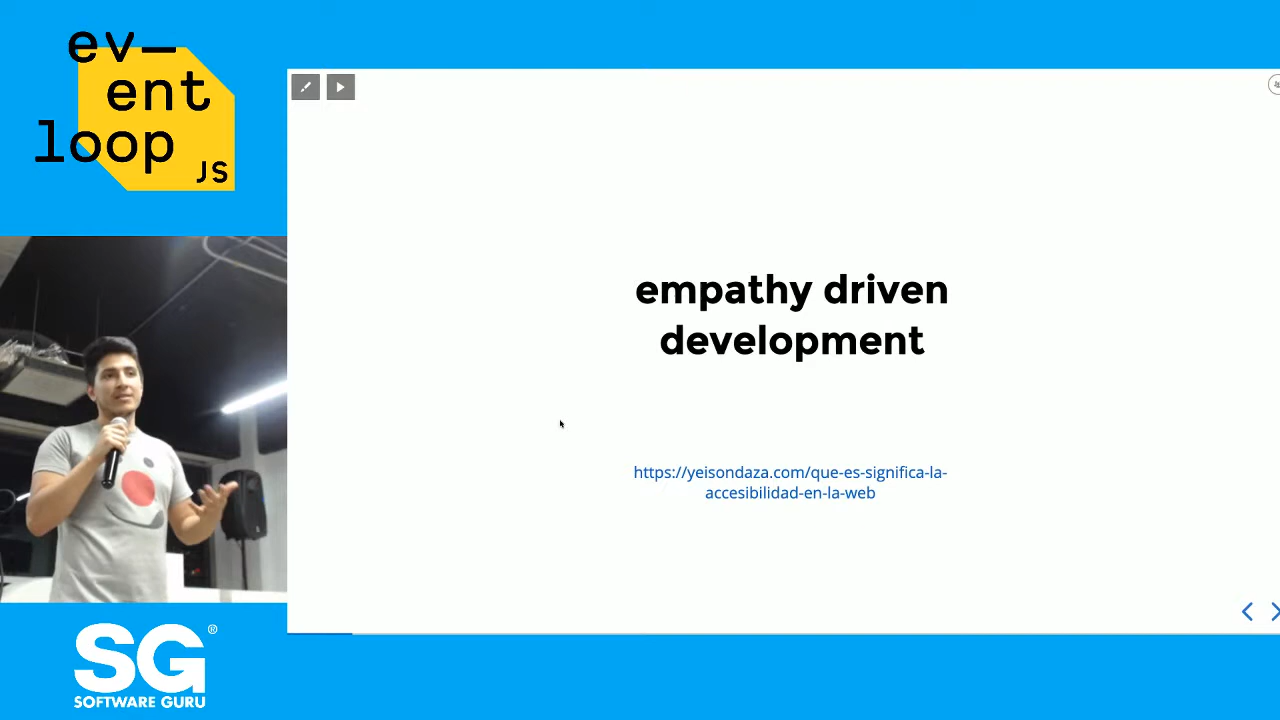 ev—
ent
loop
JS
empathy driven
development
https://yeisondaza.com/que-es-significa-la-
accesibilidad-en-la-web
SG®
SOFTWARE GURU